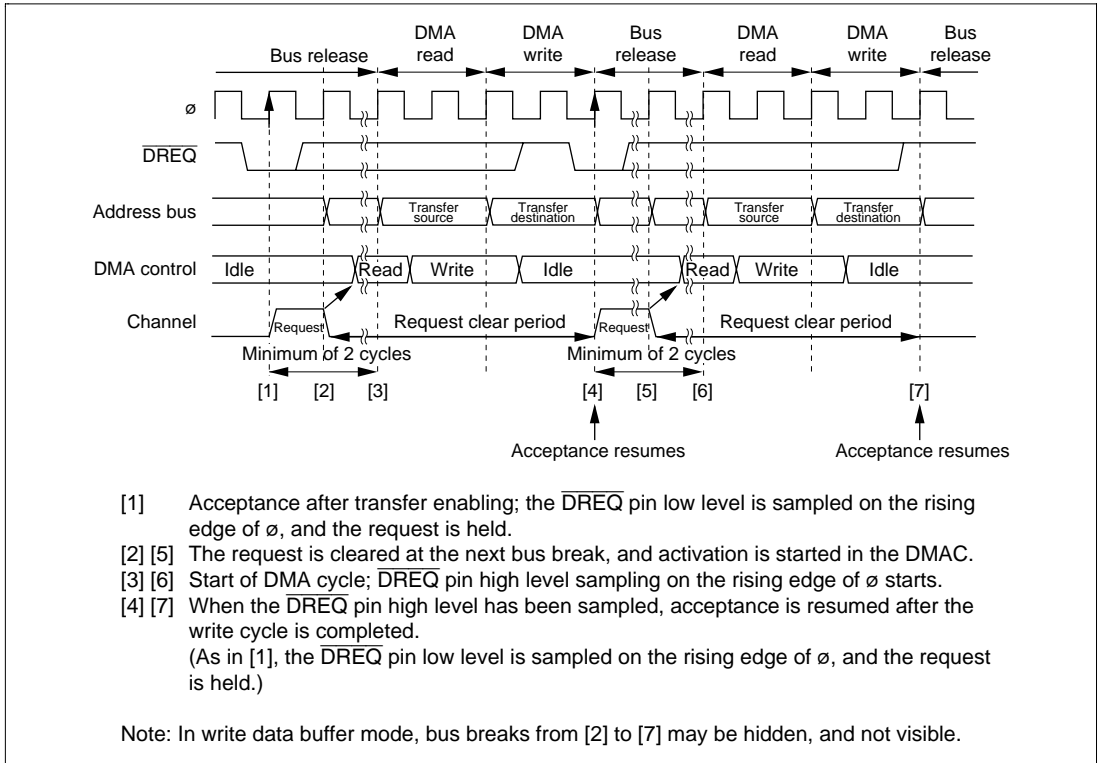 DMA DMA Bus DMA DMA Bus
Bus release read write release read write release
ø
DREQ
Address bus Transfer source Transfer destination Transfer source Transfer destination
DMA control Idle Read Write Idle Read Write Idle
Channel Request Request clear period Request Request clear period
Minimum of 2 cycles Minimum of 2 cycles
[1] [2] [3] [4] [5] [6] [7]
Acceptance resumes Acceptance resumes
[1] Acceptance after transfer enabling; the DREQ pin low level is sampled on the rising
edge of ø, and the request is held.
[2] [5] The request is cleared at the next bus break, and activation is started in the DMAC.
[3] [6] Start of DMA cycle; DREQ pin high level sampling on the rising edge of ø starts.
[4] [7] When the DREQ pin high level has been sampled, acceptance is resumed after the
write cycle is completed.
(As in [1], the DREQ pin low level is sampled on the rising edge of ø, and the request
is held.)
Note: In write data buffer mode, bus breaks from [2] to [7] may be hidden, and not visible.